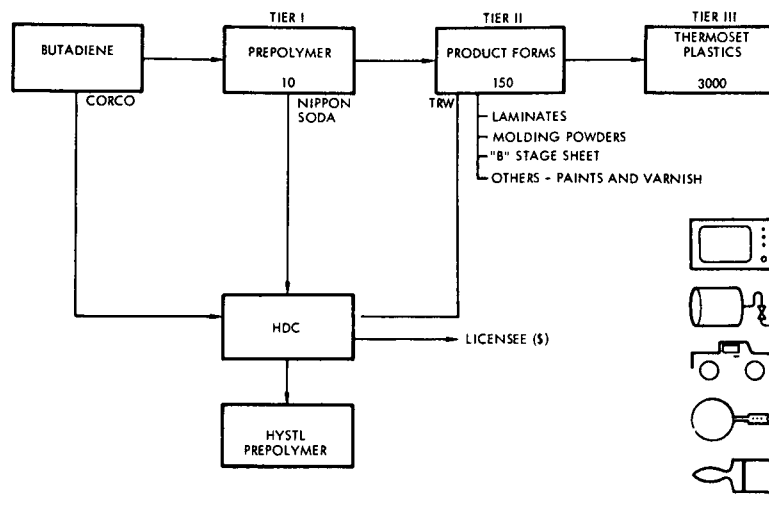 TIER I
TIER II
TIER III
BUTADIENE
PREPOLYMER
10
PRODUCT FORMS
150
THERMOSET
PLASTICS
3000
CORCO
NIPPON
SODA
TRW
LAMINATES
MOLDING POWDERS
"B" STAGE SHEET
OTHERS - PAINTS AND VARNISH
HDC
LICENSEE ($)
HYSTL
PREPOLYMER